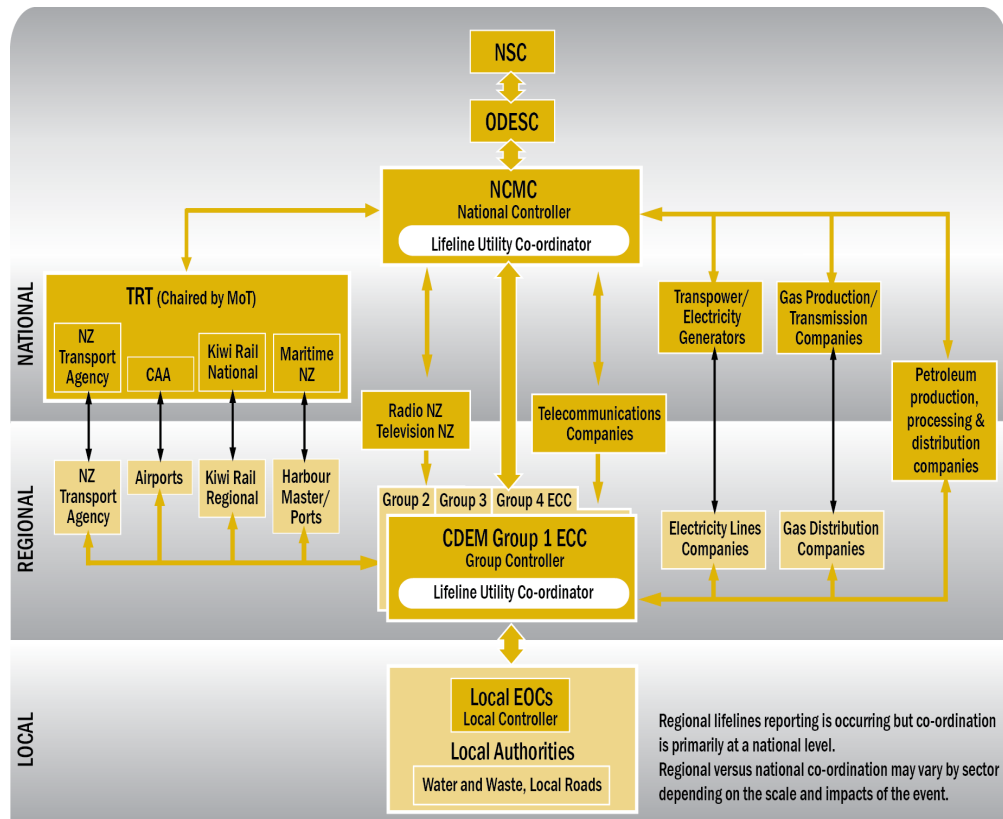 NSC
ODESC
NCMC
National Controller
Lifeline Utility Co-ordinator
NATIONAL
TRT (Chaired by MoT)
NZ
Transport
Agency
CAA
Kiwi Rail
National
Maritime
NZ
Transpower/
Electricity
Generators
Gas Production/
Transmission
Companies
Petroleum
production,
processing &
distribution
companies
Radio NZ
Television NZ
Telecommunications
Companies
REGIONAL
NZ
Transport
Agency
Airports
Kiwi Rail
Regional
Harbour
Master/
Ports
Group 2
Group 3
Group 4 ECC
CDEM Group 1 ECC
Group Controller
Lifeline Utility Co-ordinator
Electricity Lines
Companies
Gas Distribution
Companies
LOCAL
Local EOCs
Local Controller
Local Authorities
Water and Waste, Local Roads
Regional lifelines reporting is occurring but co-ordination
is primarily at a national level.
Regional versus national co-ordination may vary by sector
depending on the scale and impacts of the event.